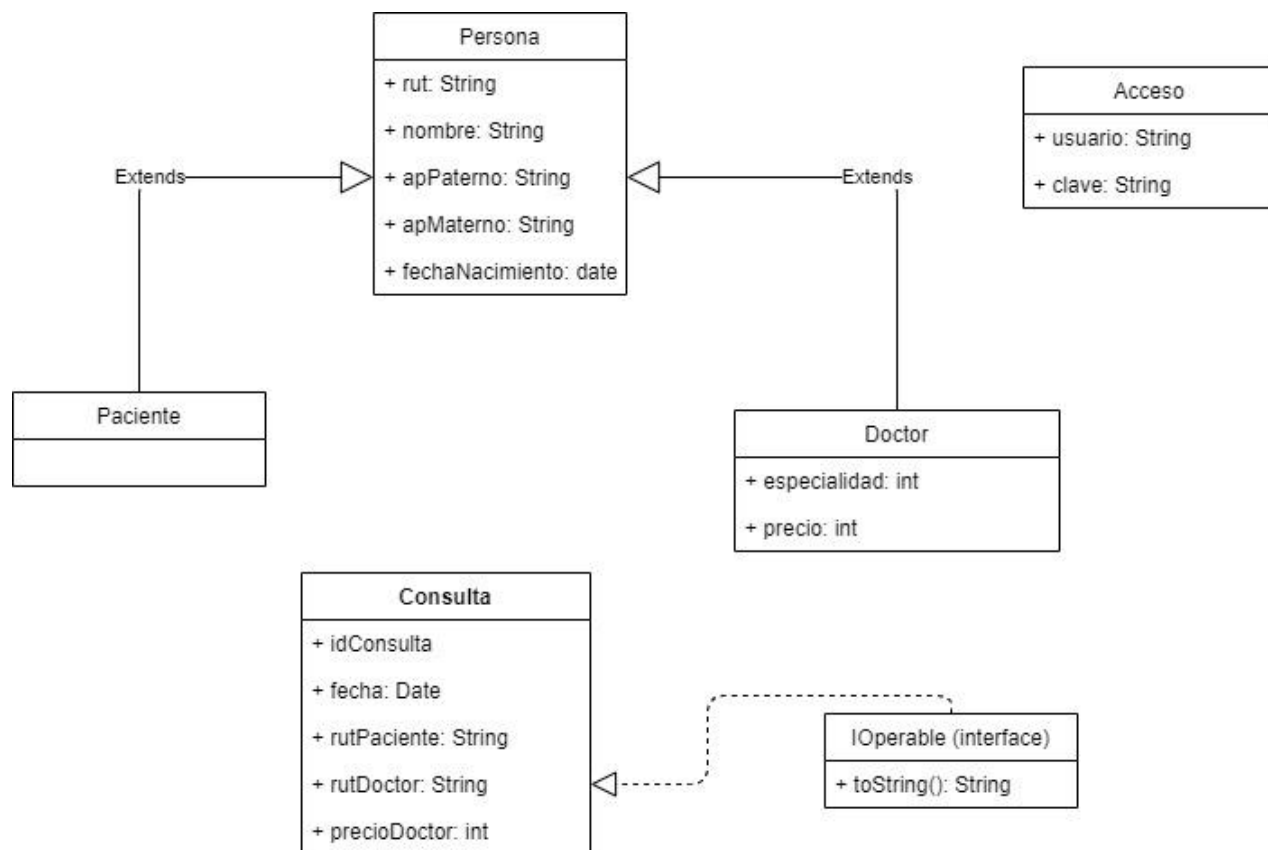 Persona
+ rut: String
+ nombre: String
+ apPaterno: String
+ apMaterno: String
+ fechaNacimiento: date
Extends
Extends
Acceso
+ usuario: String
+ clave: String
Paciente
Doctor
+ especialidad: int
+ precio: int
Consulta
+ idConsulta
+ fecha: Date
+ rutPaciente: String
+ rutDoctor: String
+ precioDoctor: int
IOperable (interface)
+ toString(): String